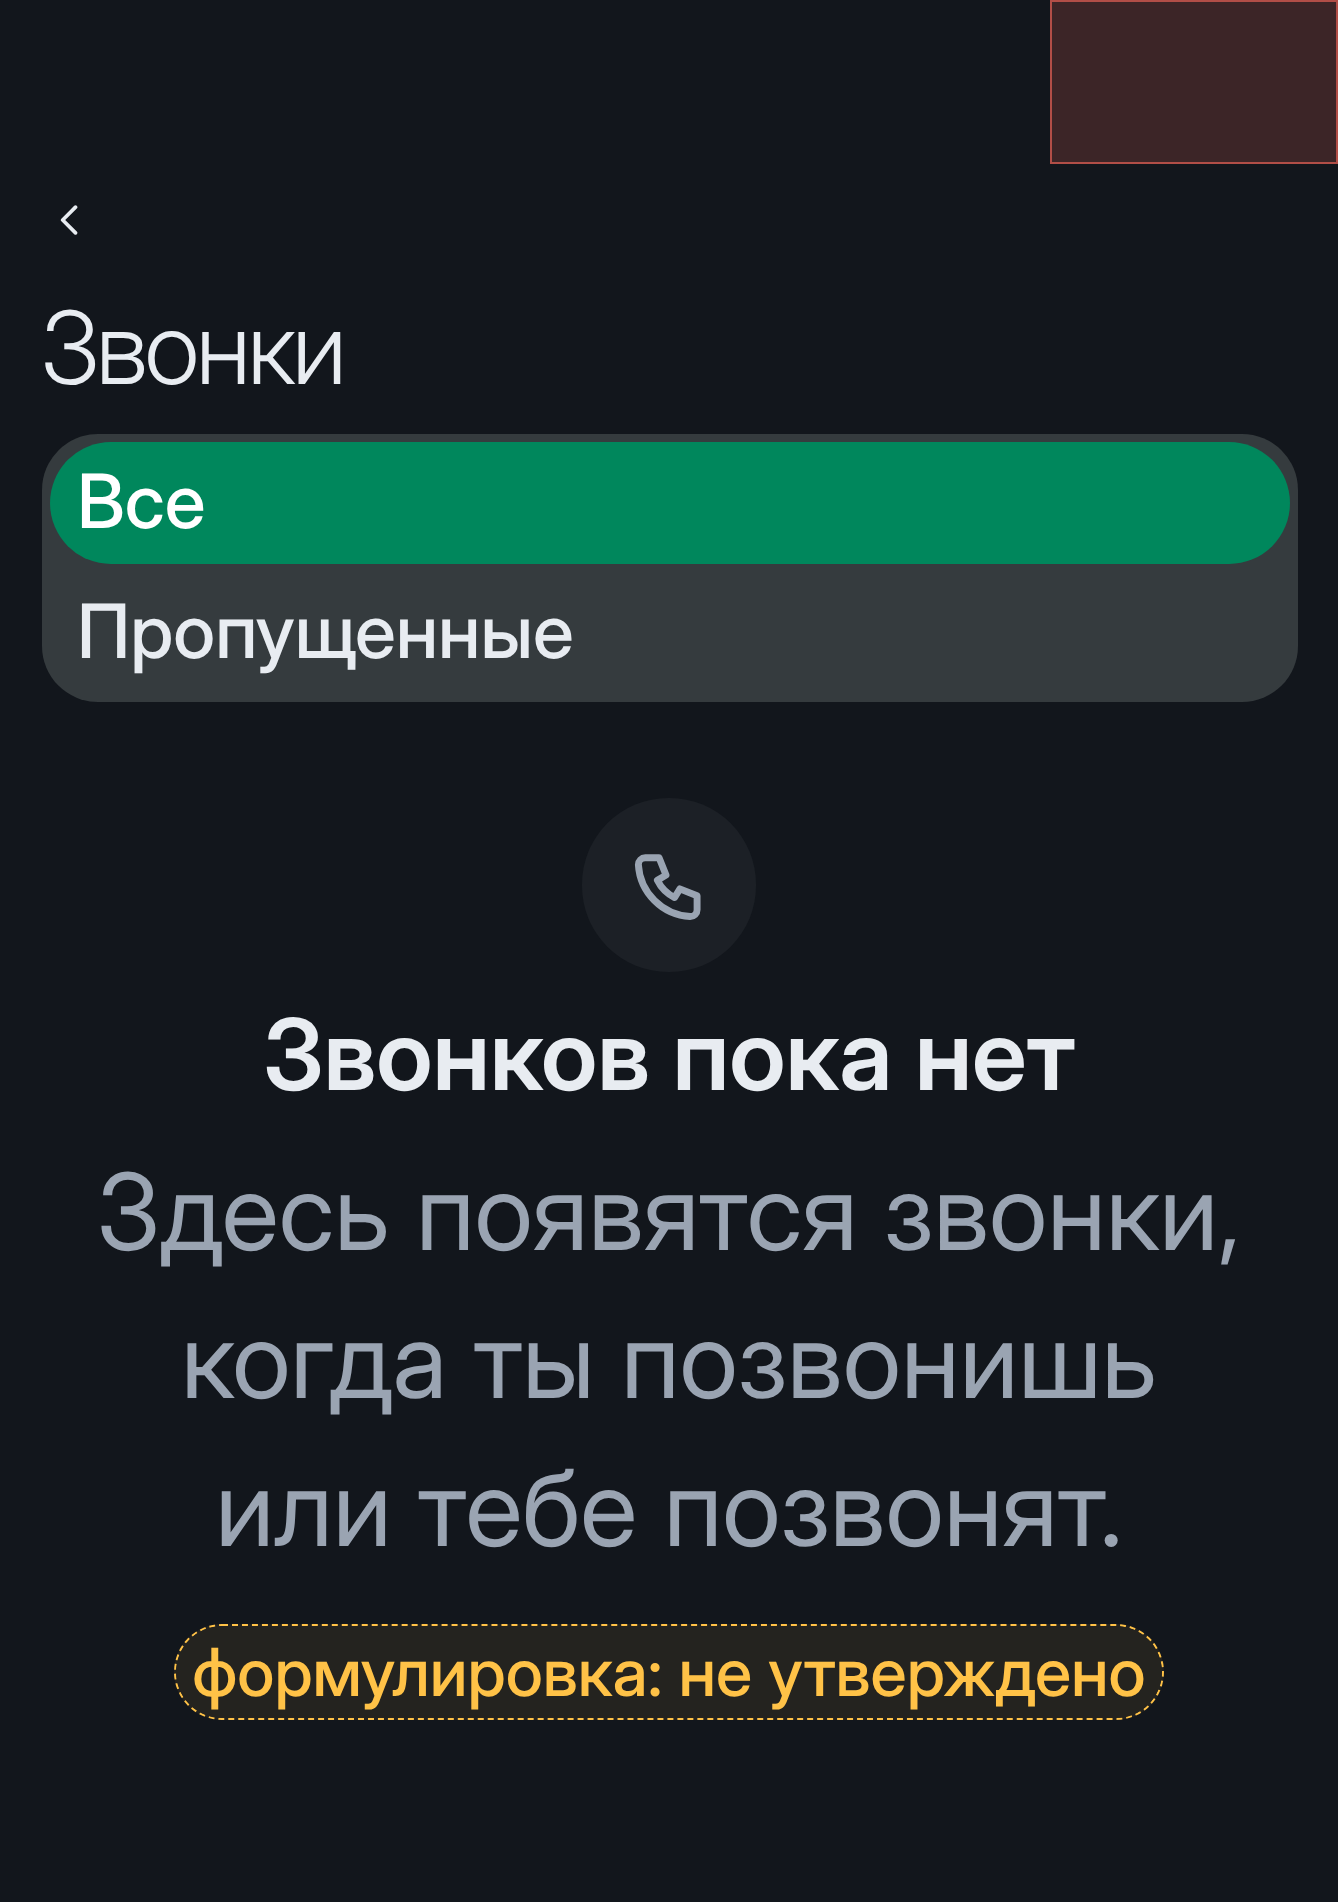 Звонки
Все
Пропущенные
Звонков пока нет
Здесь появятся звонки,
когда ты позвонишь
или тебе позвонят.
формулировка: не утверждено